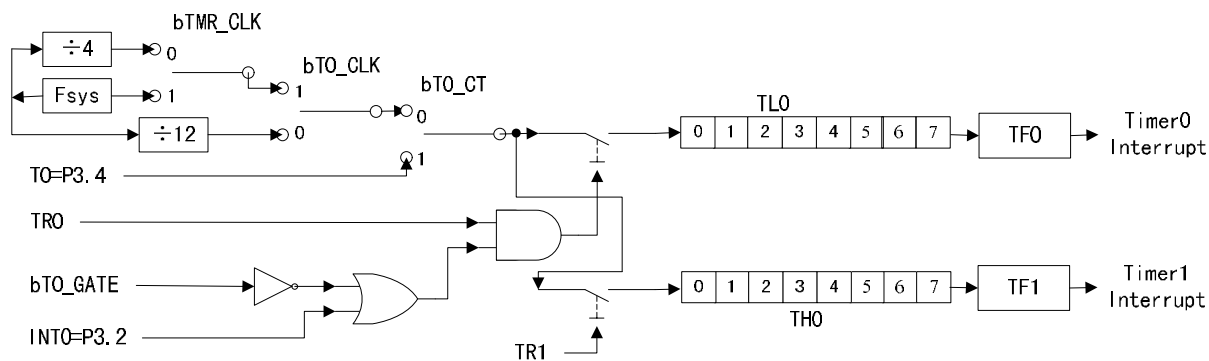 bTMR_CLK
÷4
0
bT0_CLK
bT0_CT
Fsys
1
1
0
÷12
0
TL0
0 1 2 3 4 5 6 7
TF0
Timer0
Interrupt
1
T0=P3.4
TR0
bT0_GATE
0 1 2 3 4 5 6 7
TF1
Timer1
Interrupt
TH0
INT0=P3.2
TR1